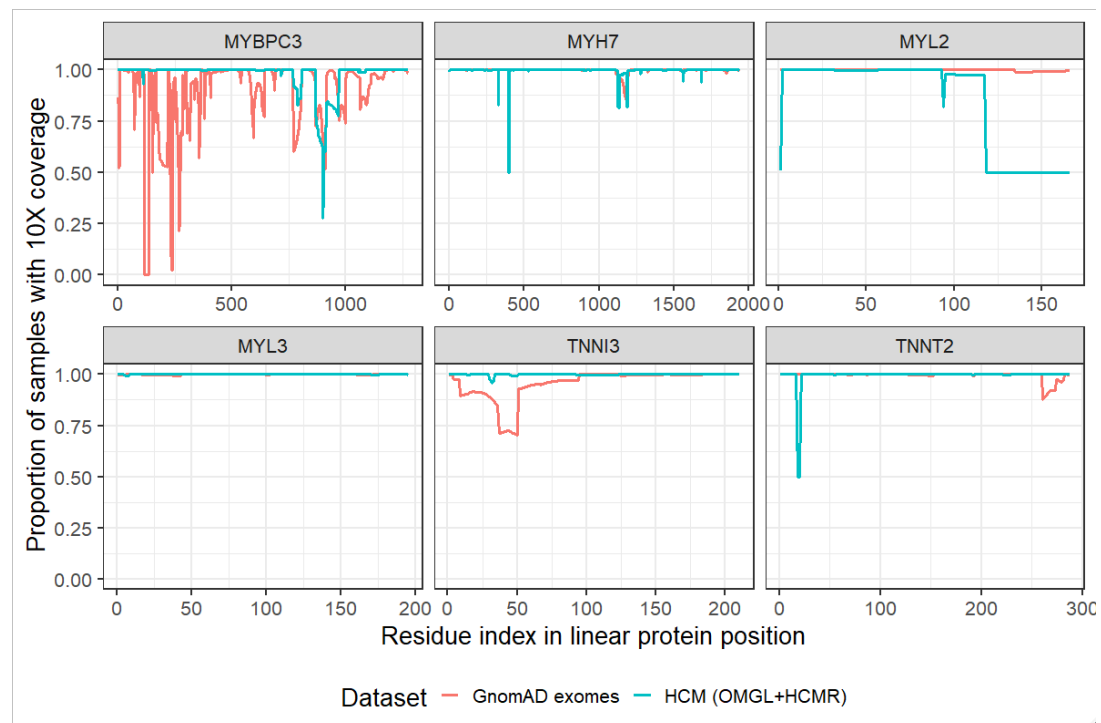 MYBPC3 MYH7 MYL2
Proportion of samples with 10X coverage
1.00
0.75
0.50
0.25
0.00
0 500 1000 0 500 1000 1500 2000 0 50 100 150
MYL3 TNNI3 TNNT2
1.00
0.75
0.50
0.25
0.00
0 50 100 150 200 0 50 100 150 200 0 100 200 300
Residue index in linear protein position
Dataset GnomAD exomes HCM (OMGL+HCMR)